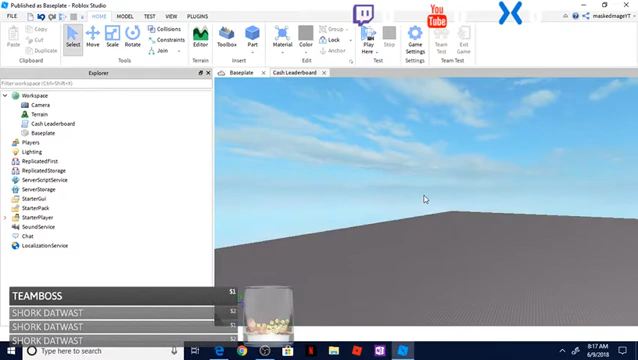 Published as Baseplate - Roblox Studio
FILE HOME MODEL TEST VIEW PLUGINS maskedmageYT
You
Tube
Paste Copy Cut Duplicate
Select Move Scale Rotate
Collisions Constraints Join
Editor Toolbox Part Material Color
Group Lock Anchor
Play Here Game Settings Team Test Exit Game
Clipboard Tools Terrain Insert Edit Test Settings Team Test
Explorer
Baseplate Cash Leaderboard
Filter workspace (Ctrl+Shift+X)
Workspace
Camera
Terrain
Cash Leaderboard
Baseplate
Players
Lighting
ReplicatedFirst
ReplicatedStorage
ServerScriptService
ServerStorage
StarterGui
StarterPack
StarterPlayer
SoundService
Chat
LocalizationService
TEAMBOSS $1
SHORK DATWAST $2
SHORK DATWAST $1
SHORK DATWAST $2
Type here to search
8:17 AM
6/9/2018